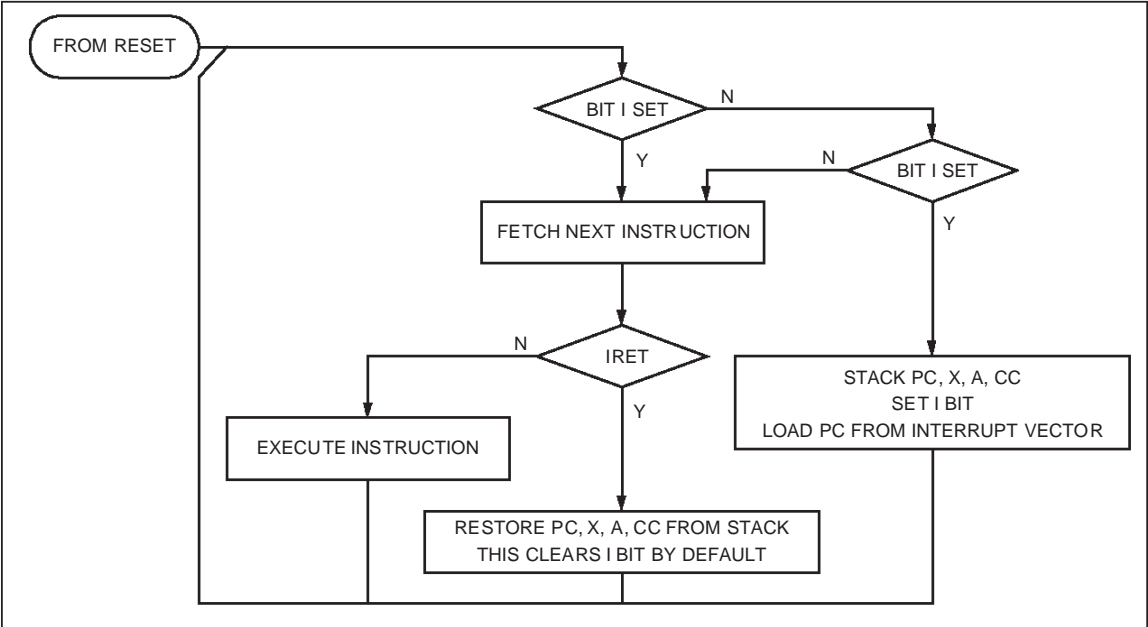 FROM RESET
BIT I SET
N
Y
N
BIT I SET
Y
FETCH NEXT INSTRUCTION
N
IRET
Y
STACK PC, X, A, CC
SET I BIT
LOAD PC FROM INTERRUPT VECTOR
EXECUTE INSTRUCTION
RESTORE PC, X, A, CC FROM STACK
THIS CLEARS I BIT BY DEFAULT